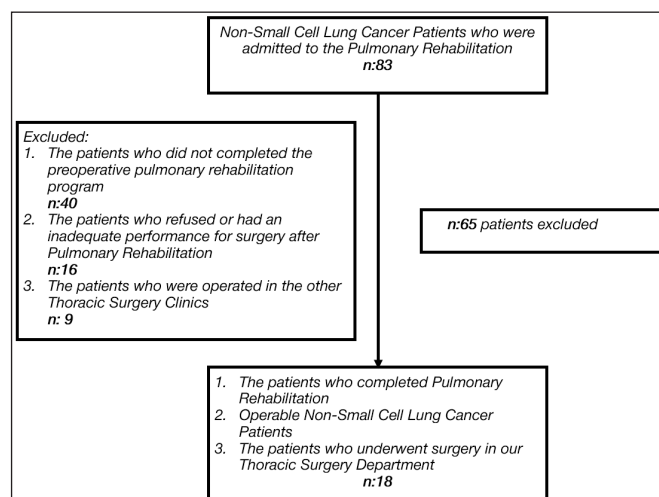 Non-Small Cell Lung Cancer Patients who were
admitted to the Pulmonary Rehabilitation
n:83
Excluded:
1. The patients who did not completed the
preoperative pulmonary rehabilitation
program
n:40
2. The patients who refused or had an
inadequate performance for surgery after
Pulmonary Rehabilitation
n:16
3. The patients who were operated in the other
Thoracic Surgery Clinics
n: 9
n:65 patients excluded
1. The patients who completed Pulmonary
Rehabilitation
2. Operable Non-Small Cell Lung Cancer
Patients
3. The patients who underwent surgery in our
Thoracic Surgery Department
n:18